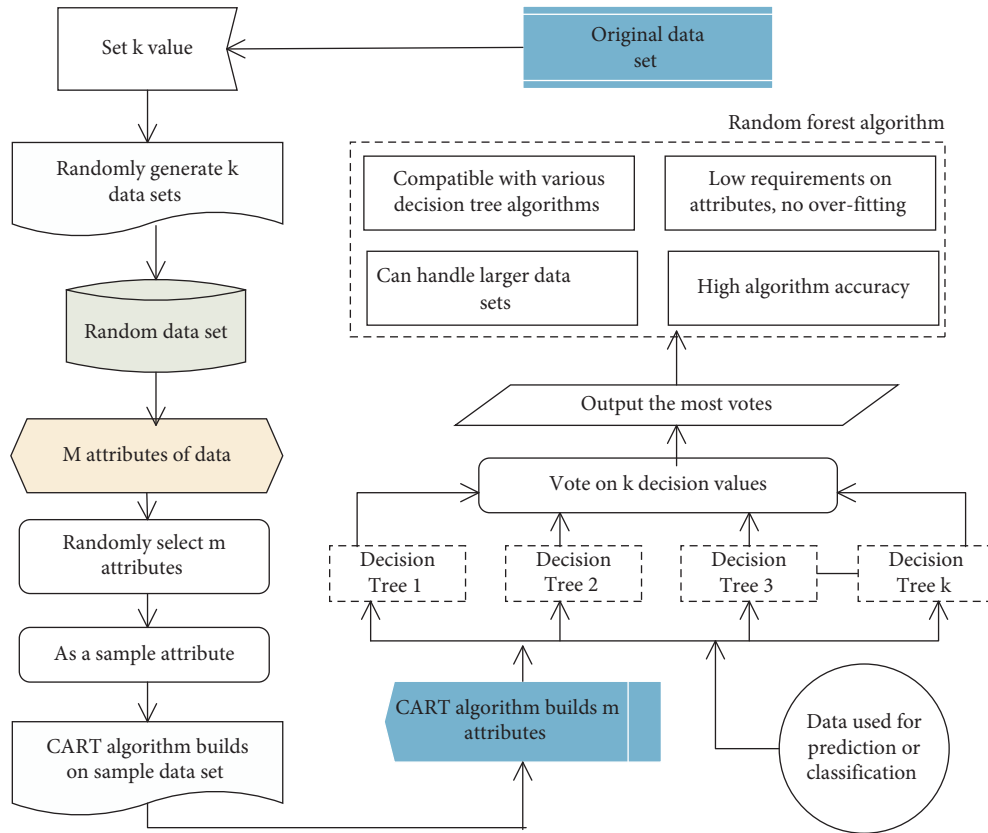 Set k value
Original data
set
Randomly generate k
data sets
Random data set
M attributes of data
Randomly select m
attributes
As a sample attribute
CART algorithm builds
on sample data set
Random forest algorithm
Compatible with various
decision tree algorithms
Low requirements on
attributes, no over-fitting
Can handle larger data
sets
High algorithm accuracy
Output the most votes
Vote on k decision values
Decision
Tree 1
Decision
Tree 2
Decision
Tree 3
Decision
Tree k
CART algorithm builds m
attributes
Data used for
prediction or
classification